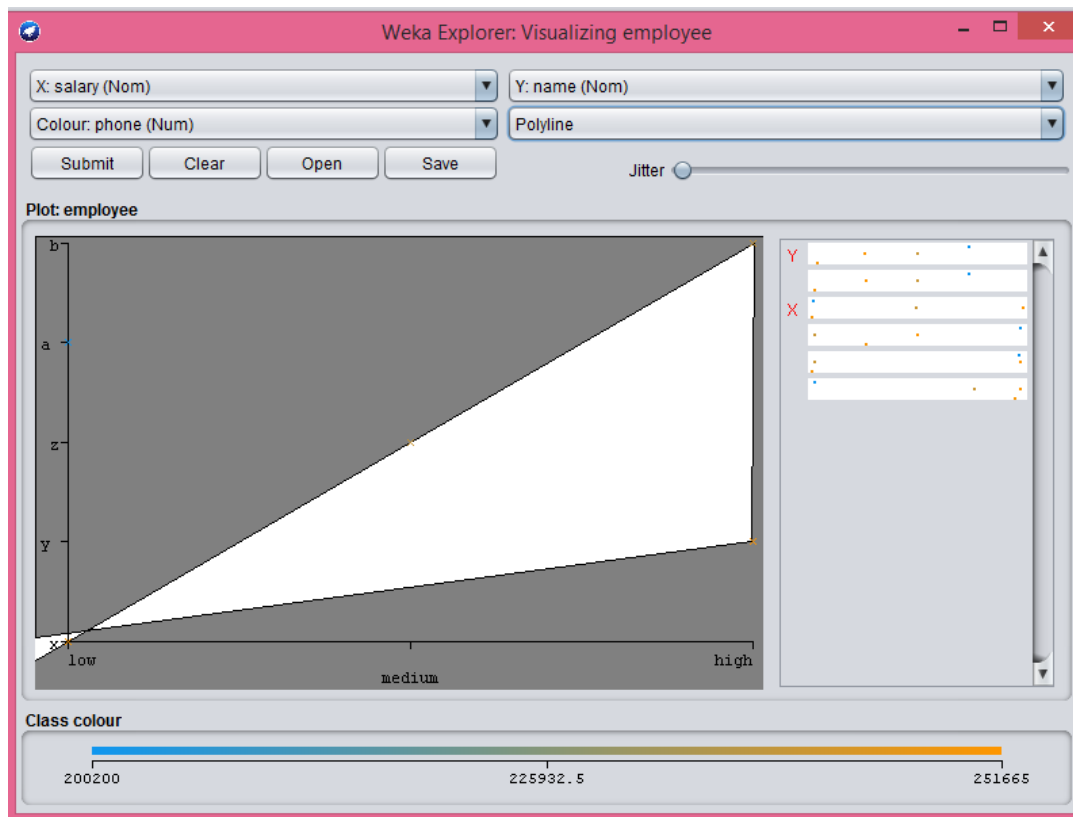 Weka Explorer: Visualizing employee
X: salary (Nom) Y: name (Nom)
Colour: phone (Num) Polyline
Submit Clear Open Save Jitter
Plot: employee
b
a
z
y
x
low high
medium
Y
X
Class colour
200200 225932.5 251665